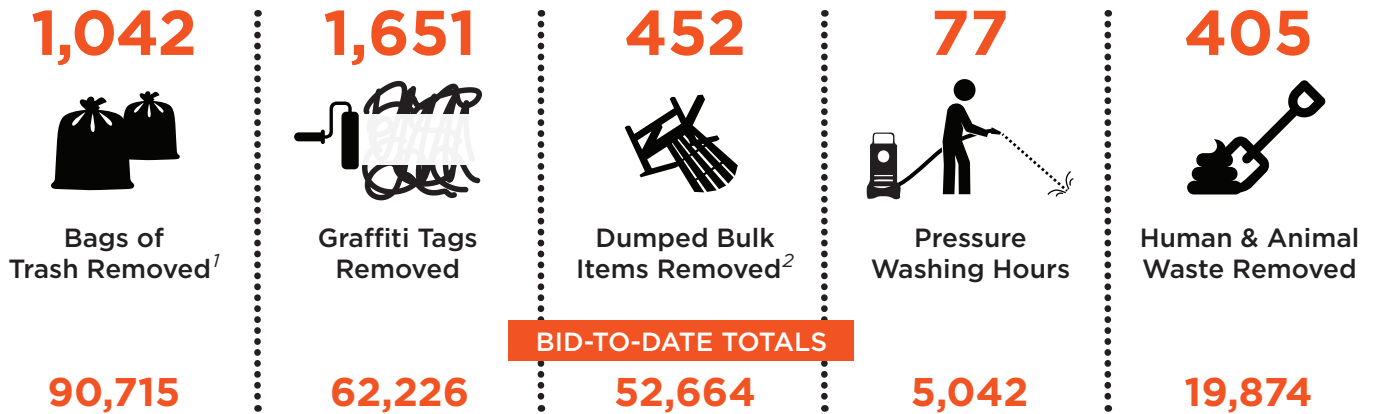 1,042
1,651
452
77
405
Bags of
Trash Removed1
Graffiti Tags
Removed
Dumped Bulk
Items Removed2
Pressure
Washing Hours
Human & Animal
Waste Removed
BID-TO-DATE TOTALS
90,715
62,226
52,664
5,042
19,874